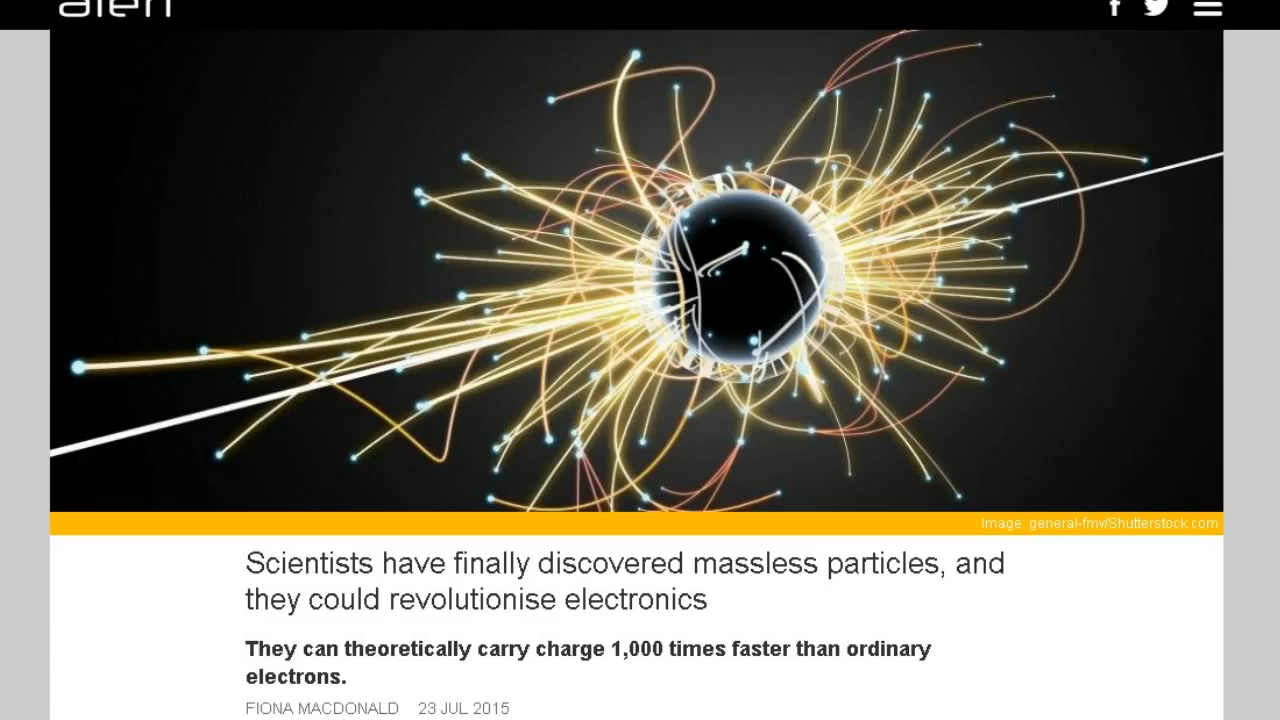 Image: general-fmv/Shutterstock.com
Scientists have finally discovered massless particles, and
they could revolutionise electronics
They can theoretically carry charge 1,000 times faster than ordinary
electrons.
FIONA MACDONALD 23 JUL 2015